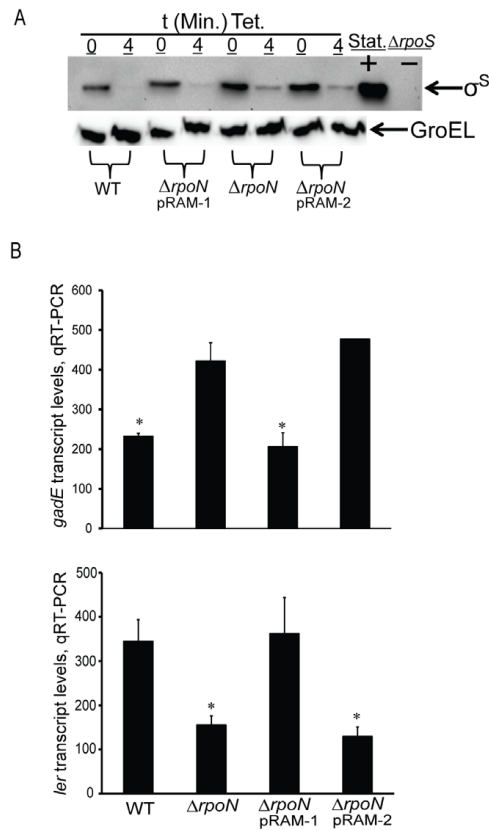 A
t (Min.) Tet.
0 4 0 4 0 4 0 4 Stat. ΔrpoS
+ −
σS
GroEL
WT ΔrpoN pRAM-1 ΔrpoN ΔrpoN pRAM-2
B
gadE transcript levels, qRT-PCR
600
500
400
300
200
100
0
* *
ler transcript levels, qRT-PCR
500
400
300
200
100
0
* *
WT ΔrpoN ΔrpoN pRAM-1 ΔrpoN pRAM-2